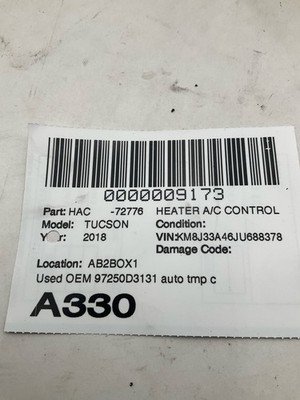 0000009173
Part: HAC -72776 HEATER A/C CONTROL
Model: TUCSON Condition:
Year: 2018 VIN:KM8J33A46JU688378
Damage Code:
Location: AB2BOX1
Used OEM 97250D3131 auto tmp c
A330